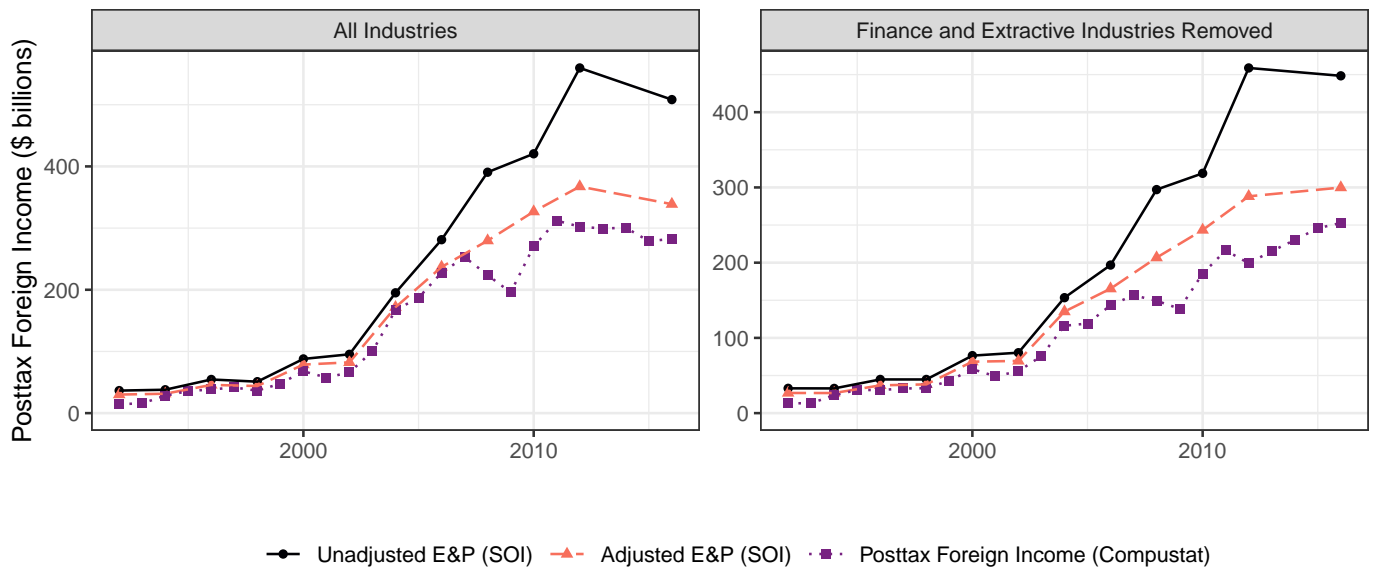 All Industries
Finance and Extractive Industries Removed
Posttax Foreign Income ($ billions)
400
200
0
400
300
200
100
0
2000
2010
2000
2010
Unadjusted E&P (SOI)
Adjusted E&P (SOI)
Posttax Foreign Income (Compustat)